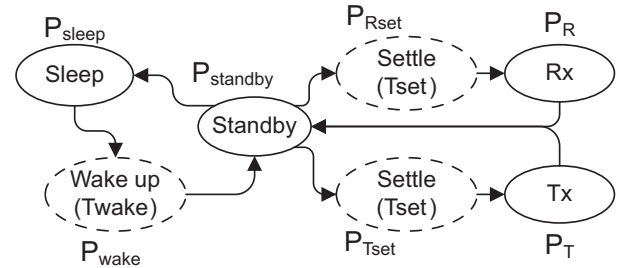 P_sleep
Sleep
P_standby
Standby
Wake up
(Twake)
P_wake
P_Rset
Settle
(Tset)
P_R
Rx
Settle
(Tset)
P_Tset
Tx
P_T